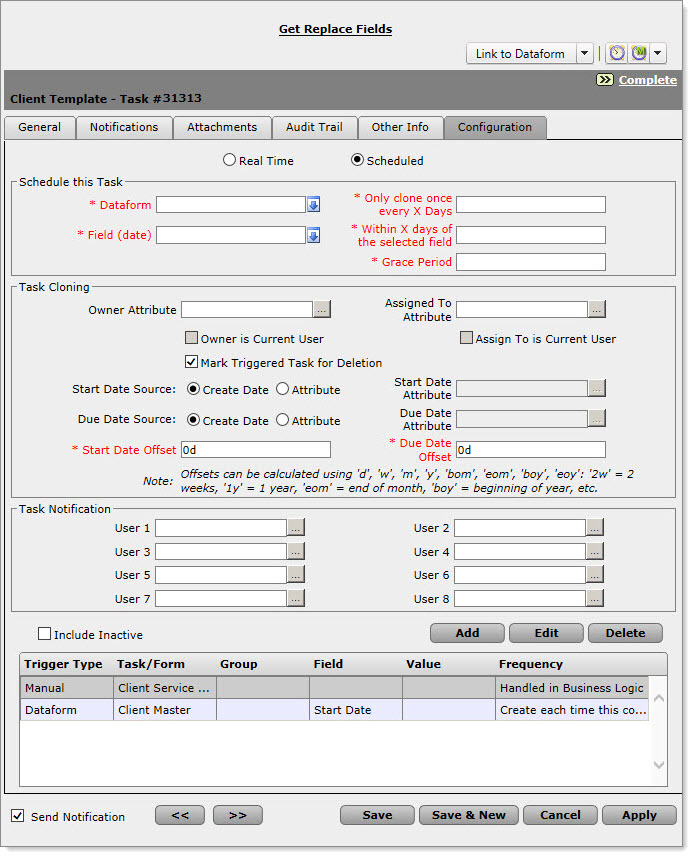 Get Replace Fields
Link to Dataform
Complete
Client Template - Task #31313
General Notifications Attachments Audit Trail Other Info Configuration
Real Time Scheduled
Schedule this Task
* Dataform
* Only clone once every X Days
* Field (date)
* Within X days of the selected field
* Grace Period
Task Cloning
Owner Attribute ...
Assigned To Attribute ...
Owner is Current User
Assign To is Current User
Mark Triggered Task for Deletion
Start Date Source: Create Date Attribute
Start Date Attribute ...
Due Date Source: Create Date Attribute
Due Date Attribute ...
* Start Date Offset 0d
* Due Date Offset 0d
Note: Offsets can be calculated using 'd', 'w', 'm', 'y', 'bom', 'eom', 'boy', 'eoy': '2w' = 2
weeks, '1y' = 1 year, 'eom' = end of month, 'boy' = beginning of year, etc.
Task Notification
User 1 ... User 2 ...
User 3 ... User 4 ...
User 5 ... User 6 ...
User 7 ... User 8 ...
Include Inactive Add Edit Delete
Trigger Type Task/Form Group Field Value Frequency
Manual Client Service ... Handled in Business Logic
Dataform Client Master Start Date Create each time this co...
Send Notification << >> Save Save & New Cancel Apply